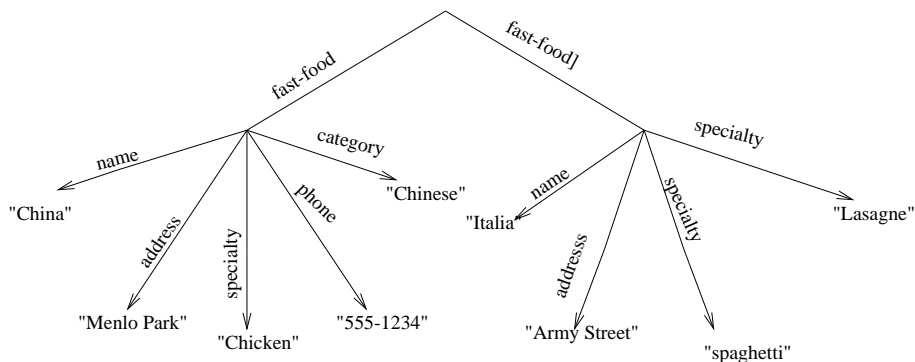 fast-food
fast-food]
name
category
specialty
"China"
"Chinese"
phone
name
specialty
"Italia
"Lasagne"
address
specialty
addresss
"Menlo Park"
"Chicken"
"555-1234"
"Army Street"
"spaghetti"